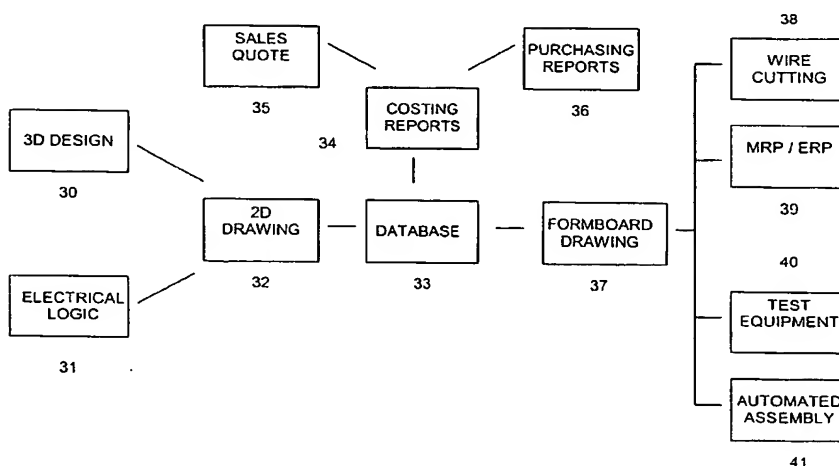 38
SALES
QUOTE
PURCHASING
REPORTS
WIRE
CUTTING
35
36
34
COSTING
REPORTS
3D DESIGN
MRP / ERP
30
39
2D
DRAWING
DATABASE
FORMBOARD
DRAWING
40
32
33
37
ELECTRICAL
LOGIC
TEST
EQUIPMENT
31
AUTOMATED
ASSEMBLY
41